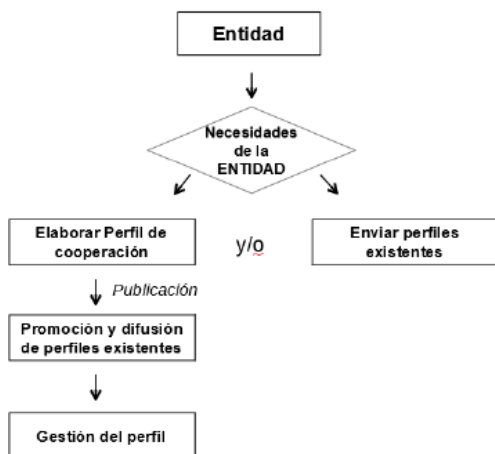 Entidad
Necesidades
de la
ENTIDAD
Elaborar Perfil de
cooperación
y/o
Enviar perfiles
existentes
Publicación
Promoción y difusión
de perfiles existentes
Gestión del perfil